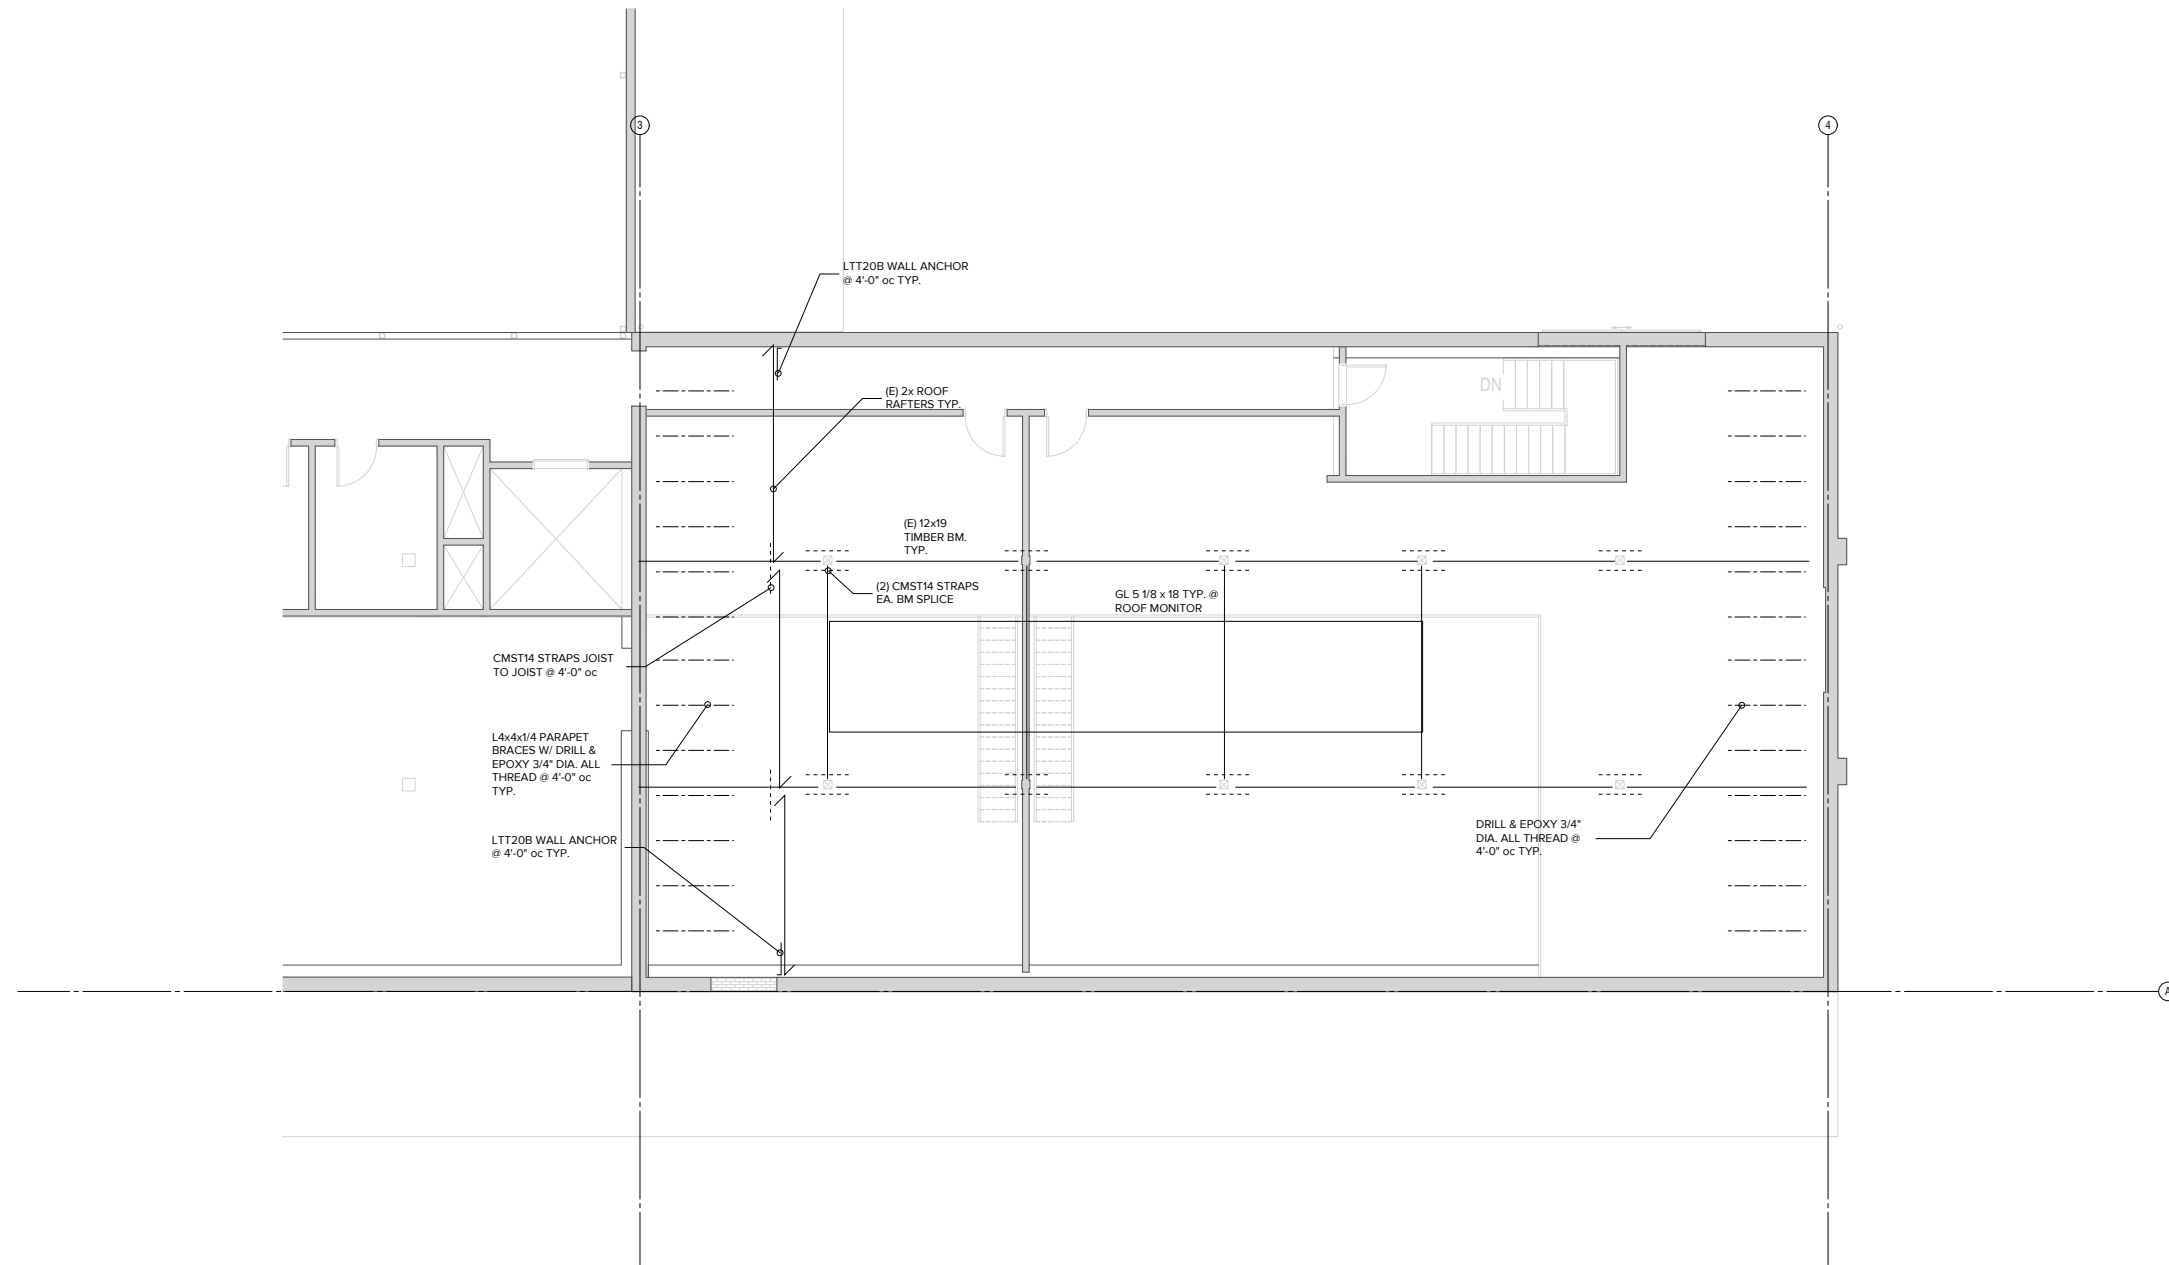 3
4
LTT20B WALL ANCHOR
@ 4'-0" oc TYP.
(E) 2x ROOF
RAFTERS TYP.
DN
(E) 12x19
TIMBER BM.
TYP.
(2) CMST14 STRAPS
EA. BM SPLICE
GL 5 1/8 x 18 TYP. @
ROOF MONITOR
CMST14 STRAPS JOIST
TO JOIST @ 4'-0" oc
L4x4x1/4 PARAPET
BRACES W/ DRILL &
EPOXY 3/4" DIA. ALL
THREAD @ 4'-0" oc
TYP.
LTT20B WALL ANCHOR
@ 4'-0" oc TYP.
DRILL & EPOXY 3/4"
DIA. ALL THREAD @
4'-0" oc TYP.
A